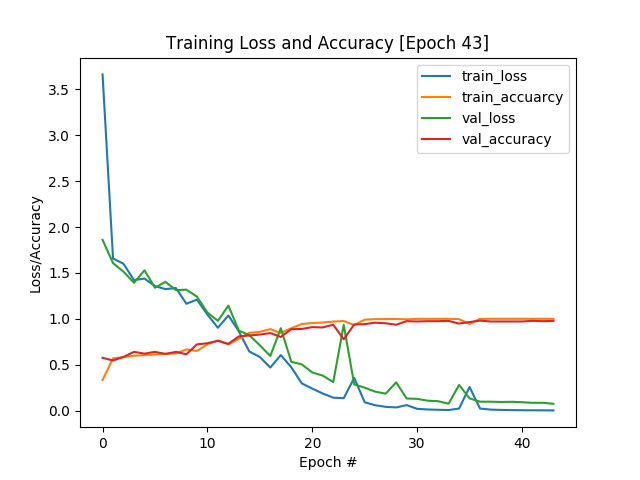 Training Loss and Accuracy [Epoch 43]
train_loss
train_accuarcy
val_loss
val_accuracy
Loss/Accuracy
3.5
3.0
2.5
2.0
1.5
1.0
0.5
0.0
0 10 20 30 40
Epoch #